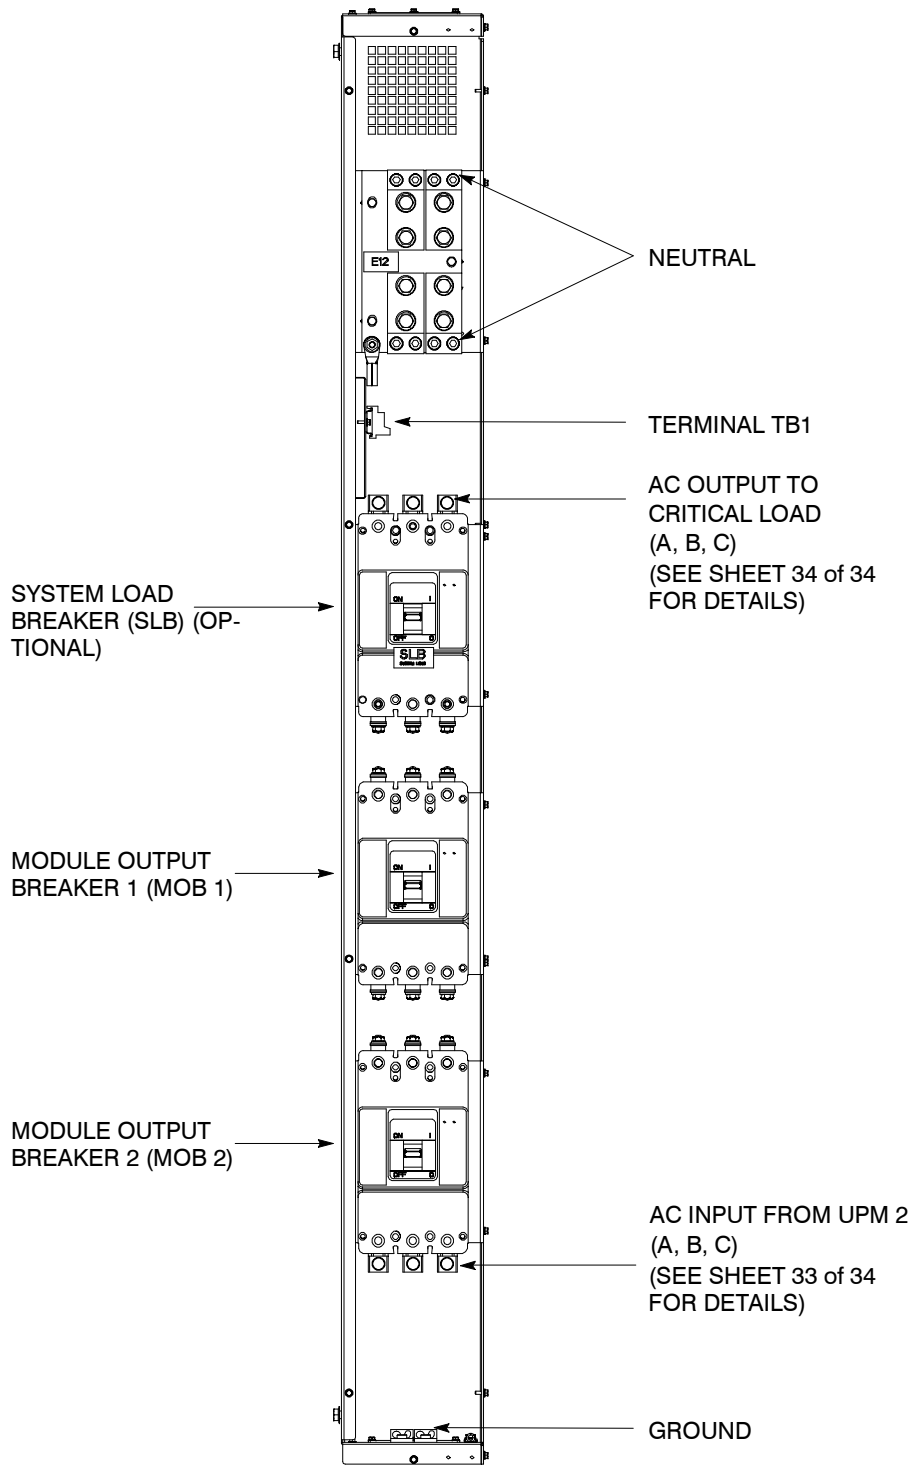 E12
NEUTRAL
TERMINAL TB1
AC OUTPUT TO
CRITICAL LOAD
(A, B, C)
(SEE SHEET 34 of 34
FOR DETAILS)
SYSTEM LOAD
BREAKER (SLB) (OP-
TIONAL)
ON I
OFF O
SLB
SYSTEM LOAD
MODULE OUTPUT
BREAKER 1 (MOB 1)
ON I
OFF O
MODULE OUTPUT
BREAKER 2 (MOB 2)
ON I
OFF O
AC INPUT FROM UPM 2
(A, B, C)
(SEE SHEET 33 of 34
FOR DETAILS)
GROUND